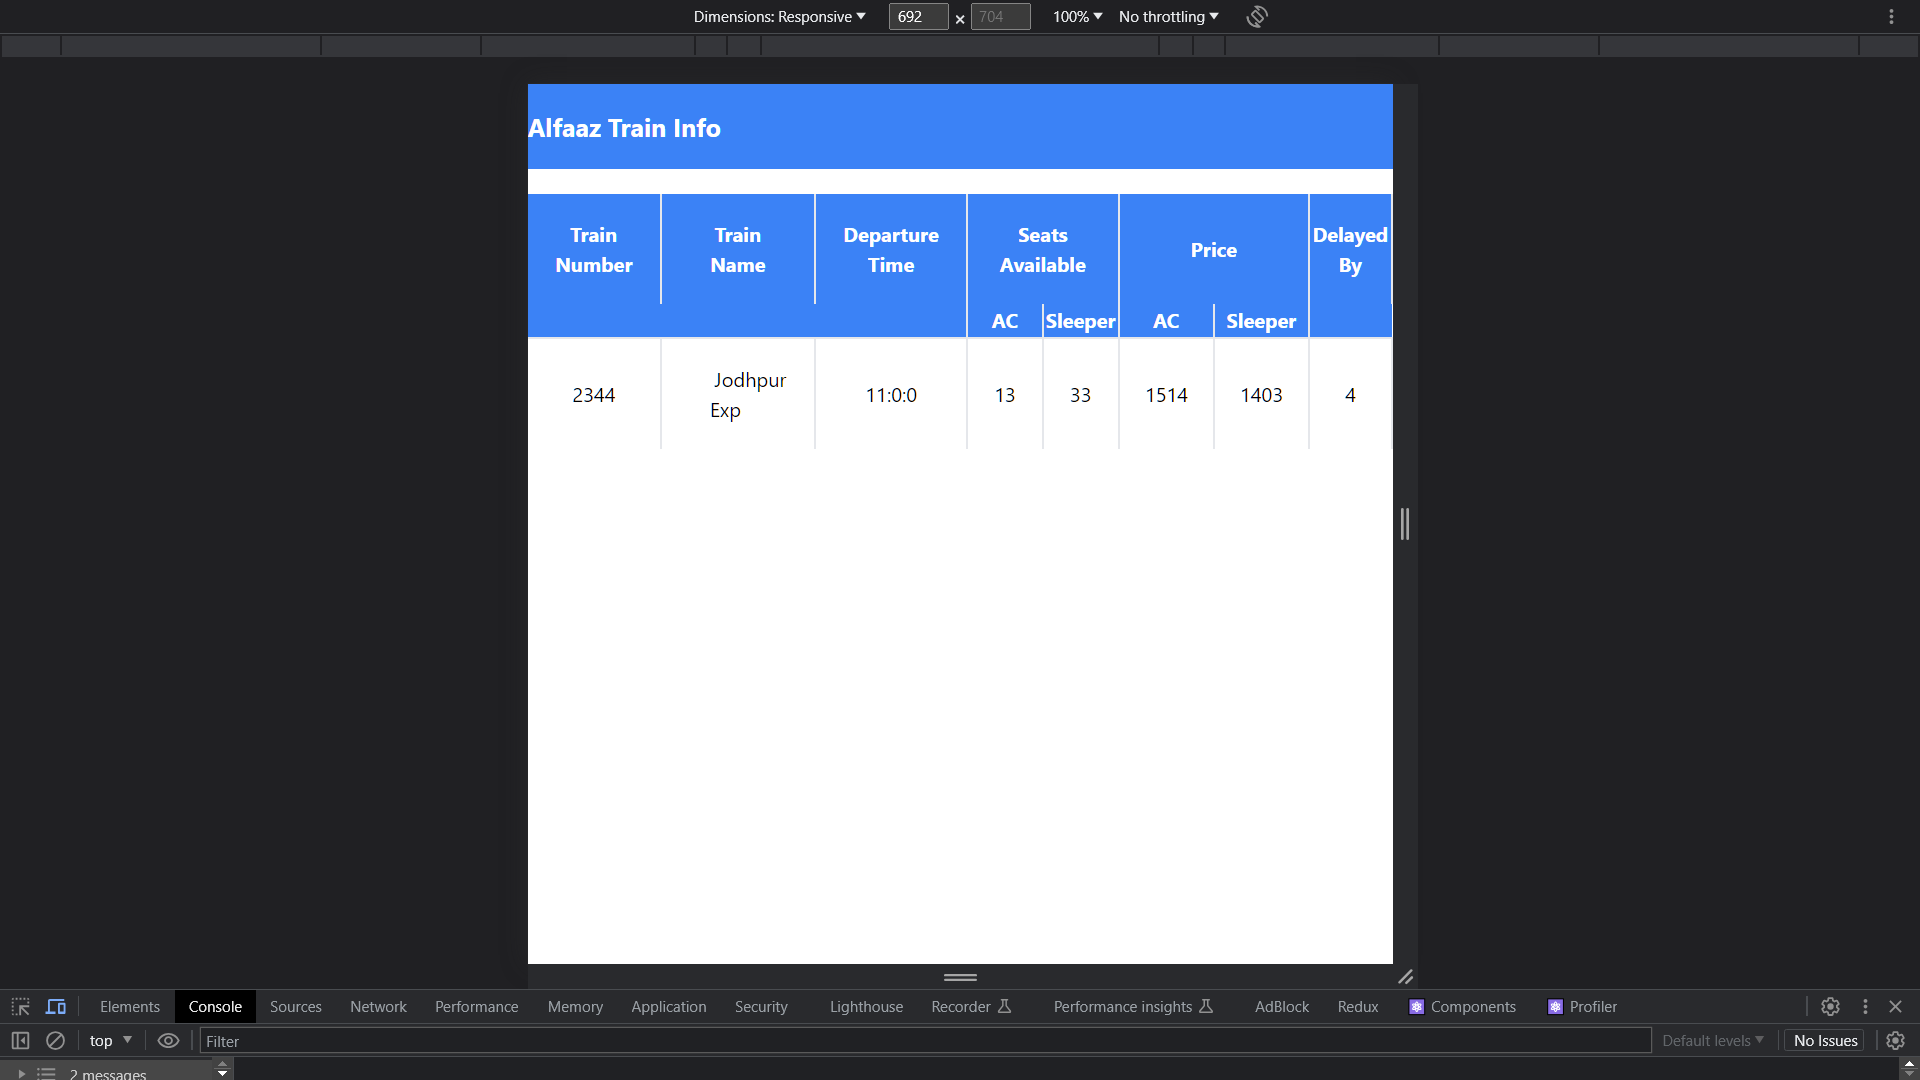 Dimensions: Responsive 692 × 704 100% No throttling
Alfaaz Train Info
Train Number Train Name Departure Time Seats Available Price Delayed By
AC Sleeper AC Sleeper
2344 Jodhpur Exp 11:0:0 13 33 1514 1403 4
Elements Console Sources Network Performance Memory Application Security Lighthouse Recorder Performance insights AdBlock Redux Components Profiler
top Filter Default levels No Issues
2 messages